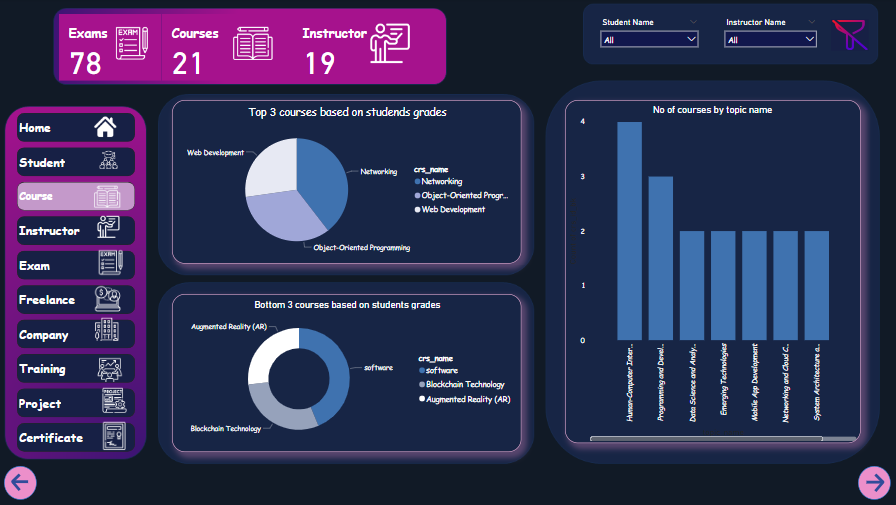 Exams
78
Courses
21
Instructor
19
Student Name
All
Instructor Name
All
Home
Student
Course
Instructor
Exam
Freelance
Company
Training
Project
Certificate
Top 3 courses based on studends grades
Web Development
Networking
Object-Oriented Programming
crs_name
Networking
Object-Oriented Progr...
Web Development
Bottom 3 courses based on students grades
Augmented Reality (AR)
software
Blockchain Technology
crs_name
software
Blockchain Technology
Augmented Reality (AR)
No of courses by topic name
4
3
2
1
0
Human-Computer Inter...
Programming and Devel...
Data Science and Analy...
Emerging Technologies
Mobile App Development
Networking and Cloud C...
System Architecture a...
EXAM
EXAM
PROJECT